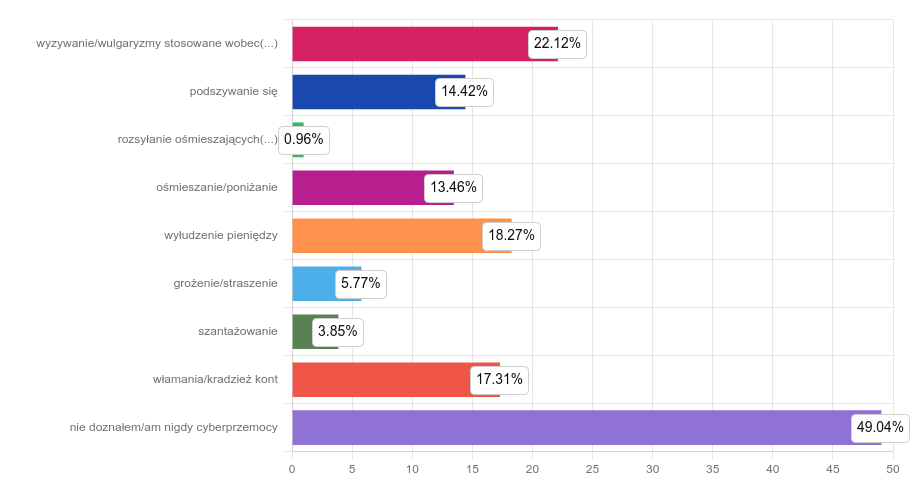 wyzywanie/wulgaryzmy stosowane wobec(...) 22.12%
podszywanie się 14.42%
rozsyłanie ośmieszających(...) 0.96%
ośmieszanie/poniżanie 13.46%
wyłudzenie pieniędzy 18.27%
grożenie/straszenie 5.77%
szantażowanie 3.85%
włamania/kradzież kont 17.31%
nie doznałem/am nigdy cyberprzemocy 49.04%
0 5 10 15 20 25 30 35 40 45 50